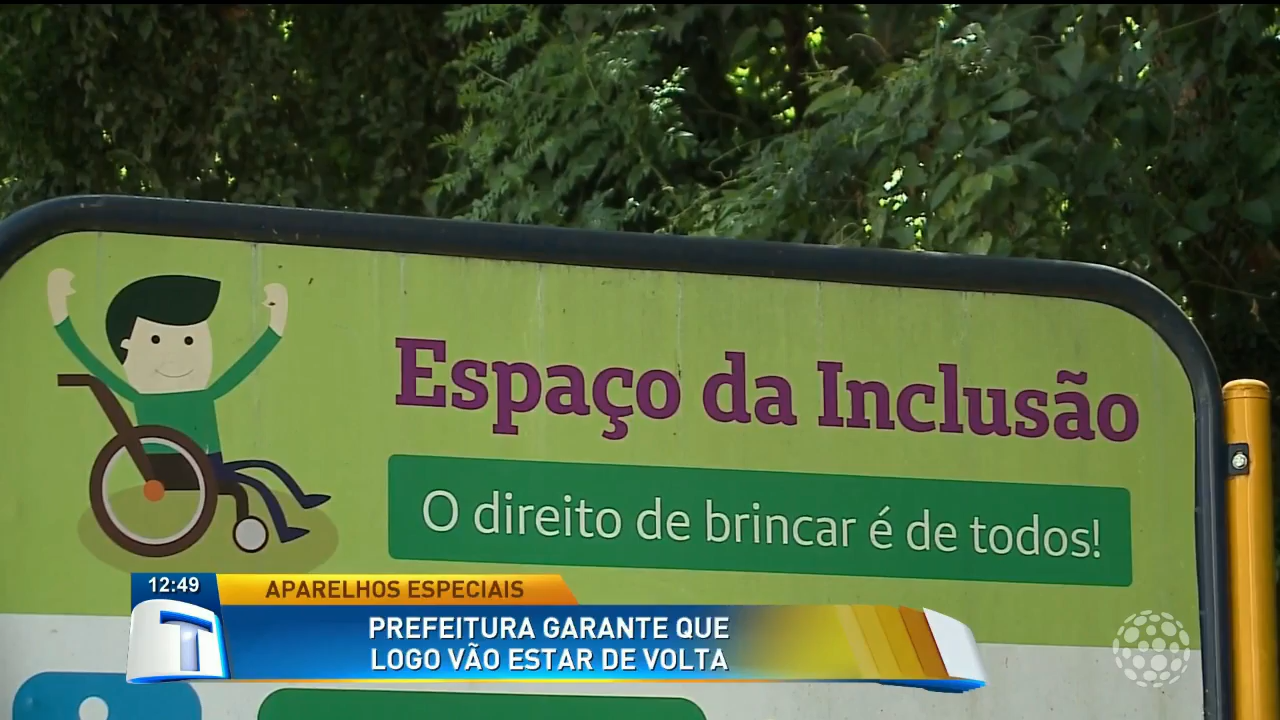 Espaço da Inclusão
O direito de brincar é de todos!
12:49
APARELHOS ESPECIAIS
T
PREFEITURA GARANTE QUE
LOGO VÃO ESTAR DE VOLTA